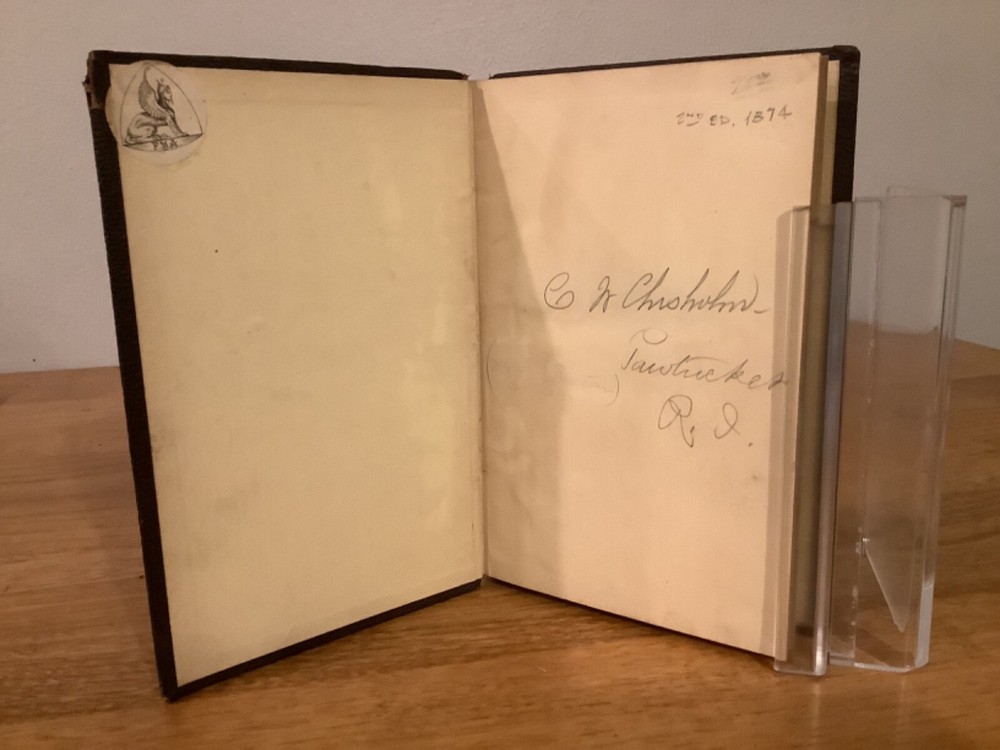 2ND ED. 1874
C W Chisholm
Pawtucket
R. I.